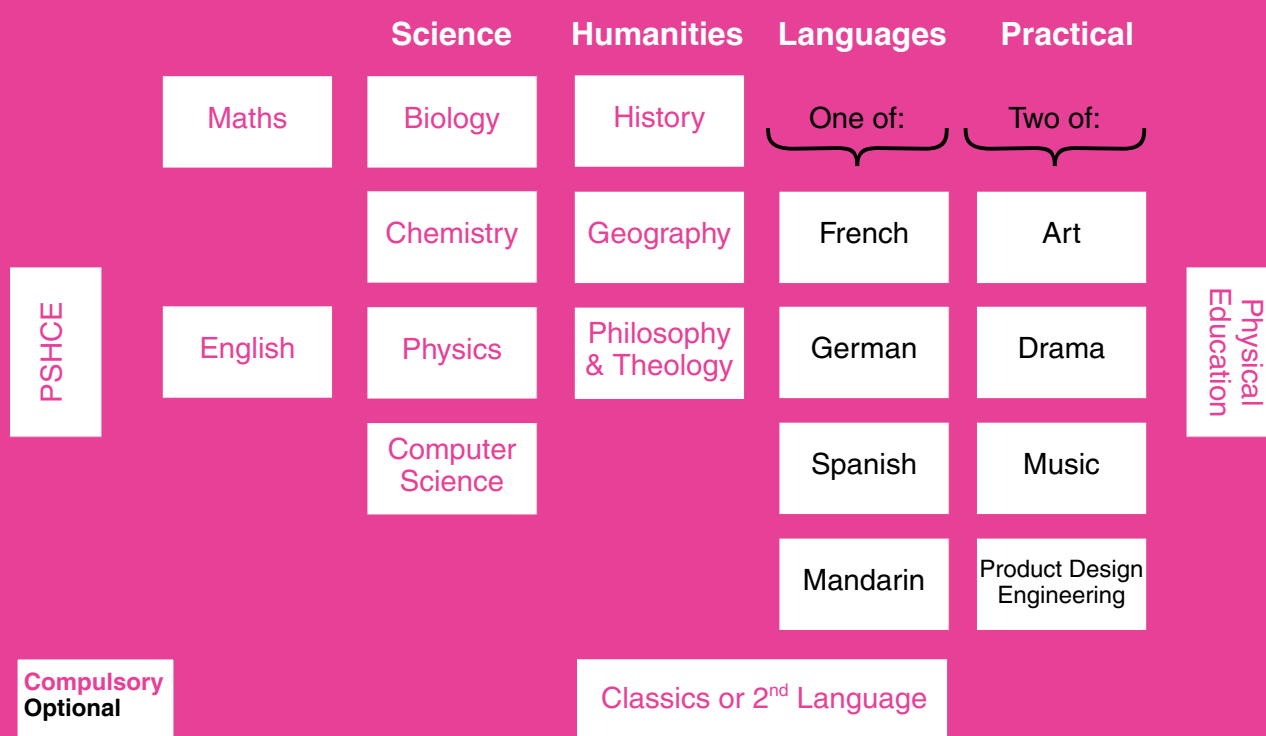 Science Humanities Languages Practical
Maths Biology History One of: Two of:
Chemistry Geography French Art
PSHCE
English Physics Philosophy
& Theology
German Drama
Physical
Education
Computer
Science
Spanish Music
Mandarin Product Design
Engineering
Compulsory
Optional
Classics or 2nd Language